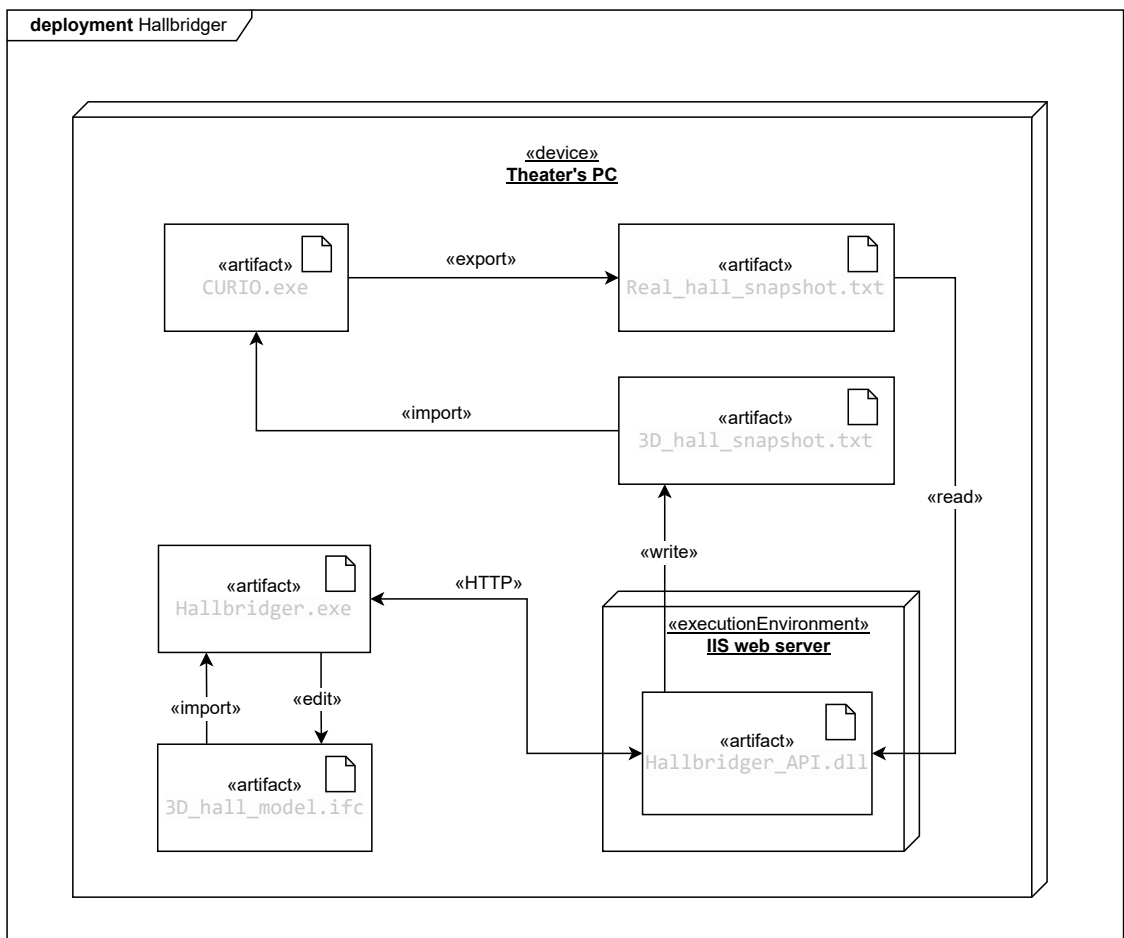 deployment Hallbridger
«device»
Theater's PC
«artifact»
CURIO.exe
«export»
«artifact»
Real_hall_snapshot.txt
«import»
«artifact»
3D_hall_snapshot.txt
«read»
«write»
«artifact»
Hallbridger.exe
«HTTP»
«executionEnvironment»
IIS web server
«import»
«edit»
«artifact»
Hallbridger_API.dll
«artifact»
3D_hall_model.ifc